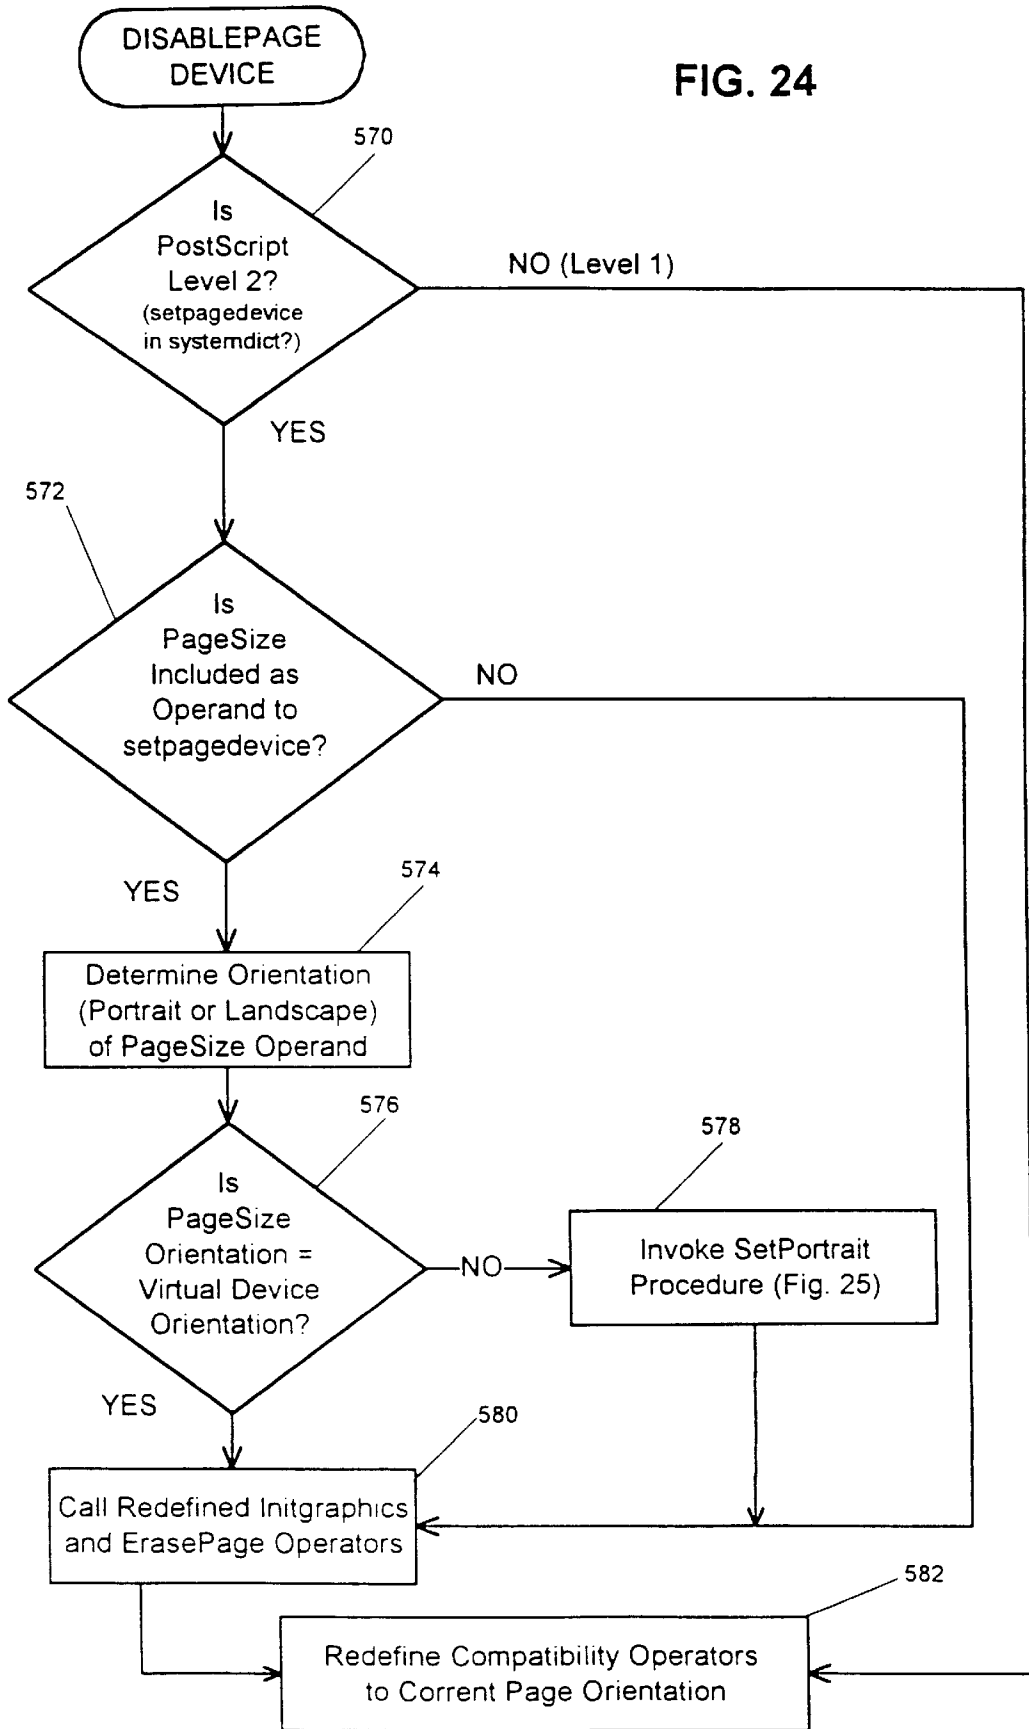 DISABLEPAGE
DEVICE
FIG. 24
570
Is
PostScript
Level 2?
(setpagedevice
in systemdict?)
NO (Level 1)
YES
572
Is
PageSize
Included as
Operand to
setpagedevice?
NO
YES
574
Determine Orientation
(Portrait or Landscape)
of PageSize Operand
576
Is
PageSize
Orientation =
Virtual Device
Orientation?
NO
578
Invoke SetPortrait
Procedure (Fig. 25)
YES
580
Call Redefined Initgraphics
and ErasePage Operators
582
Redefine Compatibility Operators
to Corrent Page Orientation